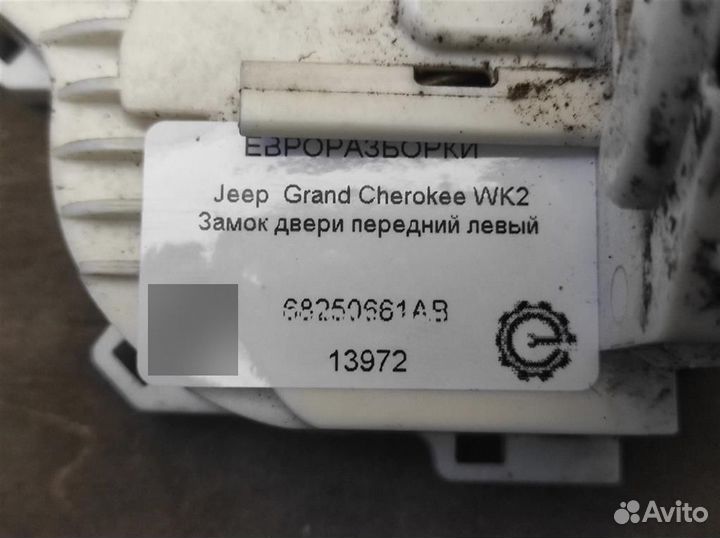 ЕВРОРАЗБОРКИ
Jeep Grand Cherokee WK2
Замок двери передний левый
68250661AB
13972
Avito